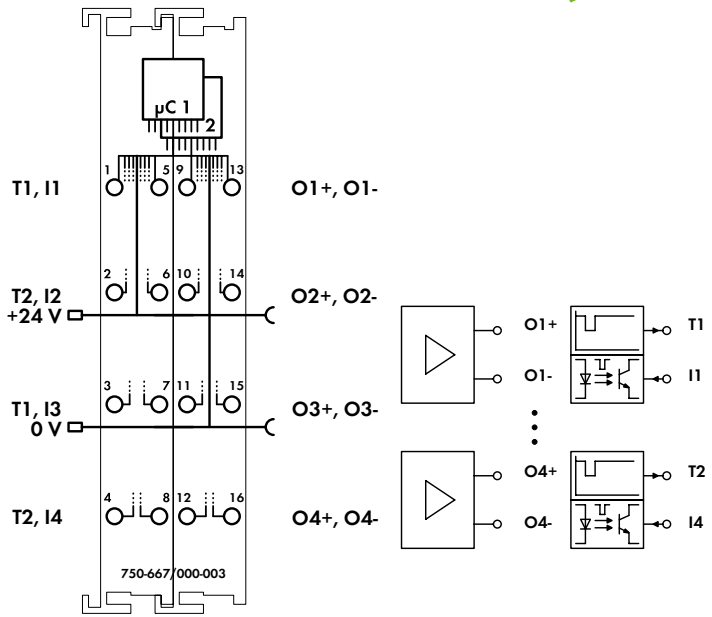 µC 1
2
1
5
9
13
T1, I1
O1+, O1-
2
6
10
14
T2, I2
O2+, O2-
+24 V
3
7
11
15
T1, I3
O3+, O3-
0 V
4
8
12
16
T2, I4
O4+, O4-
750-667/000-003
O1+
T1
O1-
I1
O4+
T2
O4-
I4